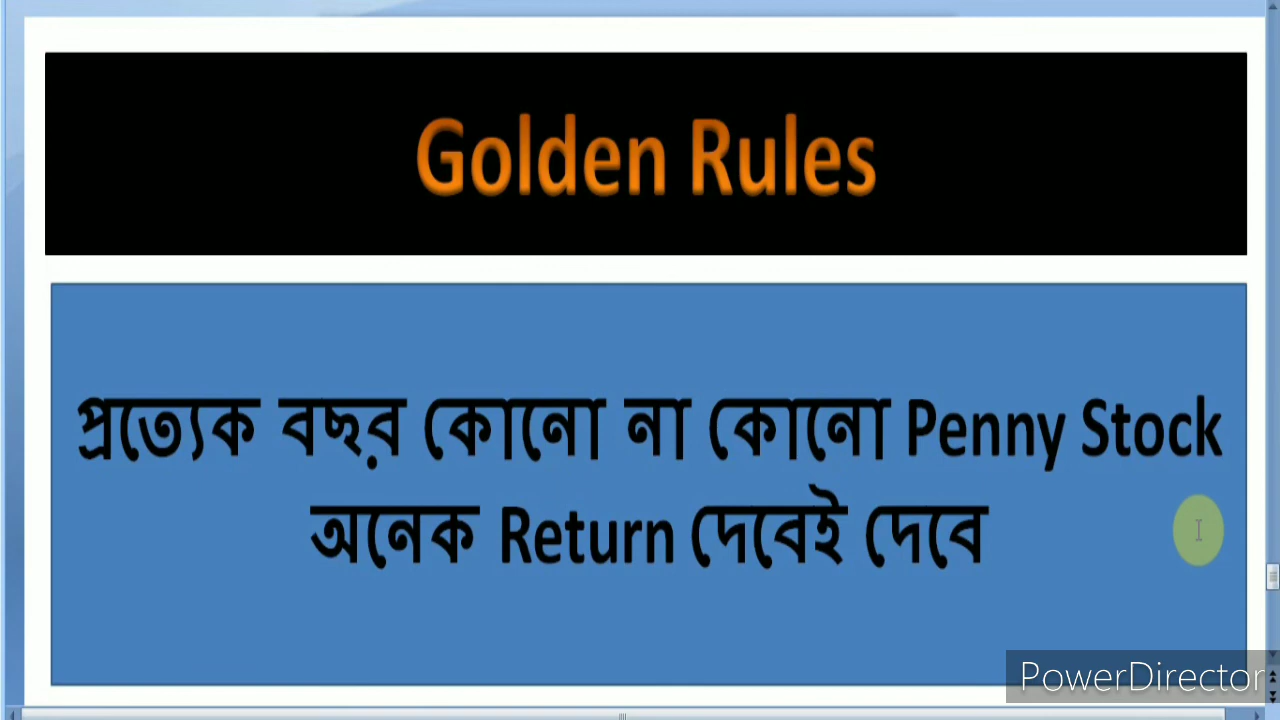 Golden Rules
প্রত্যেক বছর কোনো না কোনো Penny Stock
অনেক Return দেবেই দেবে
PowerDirector